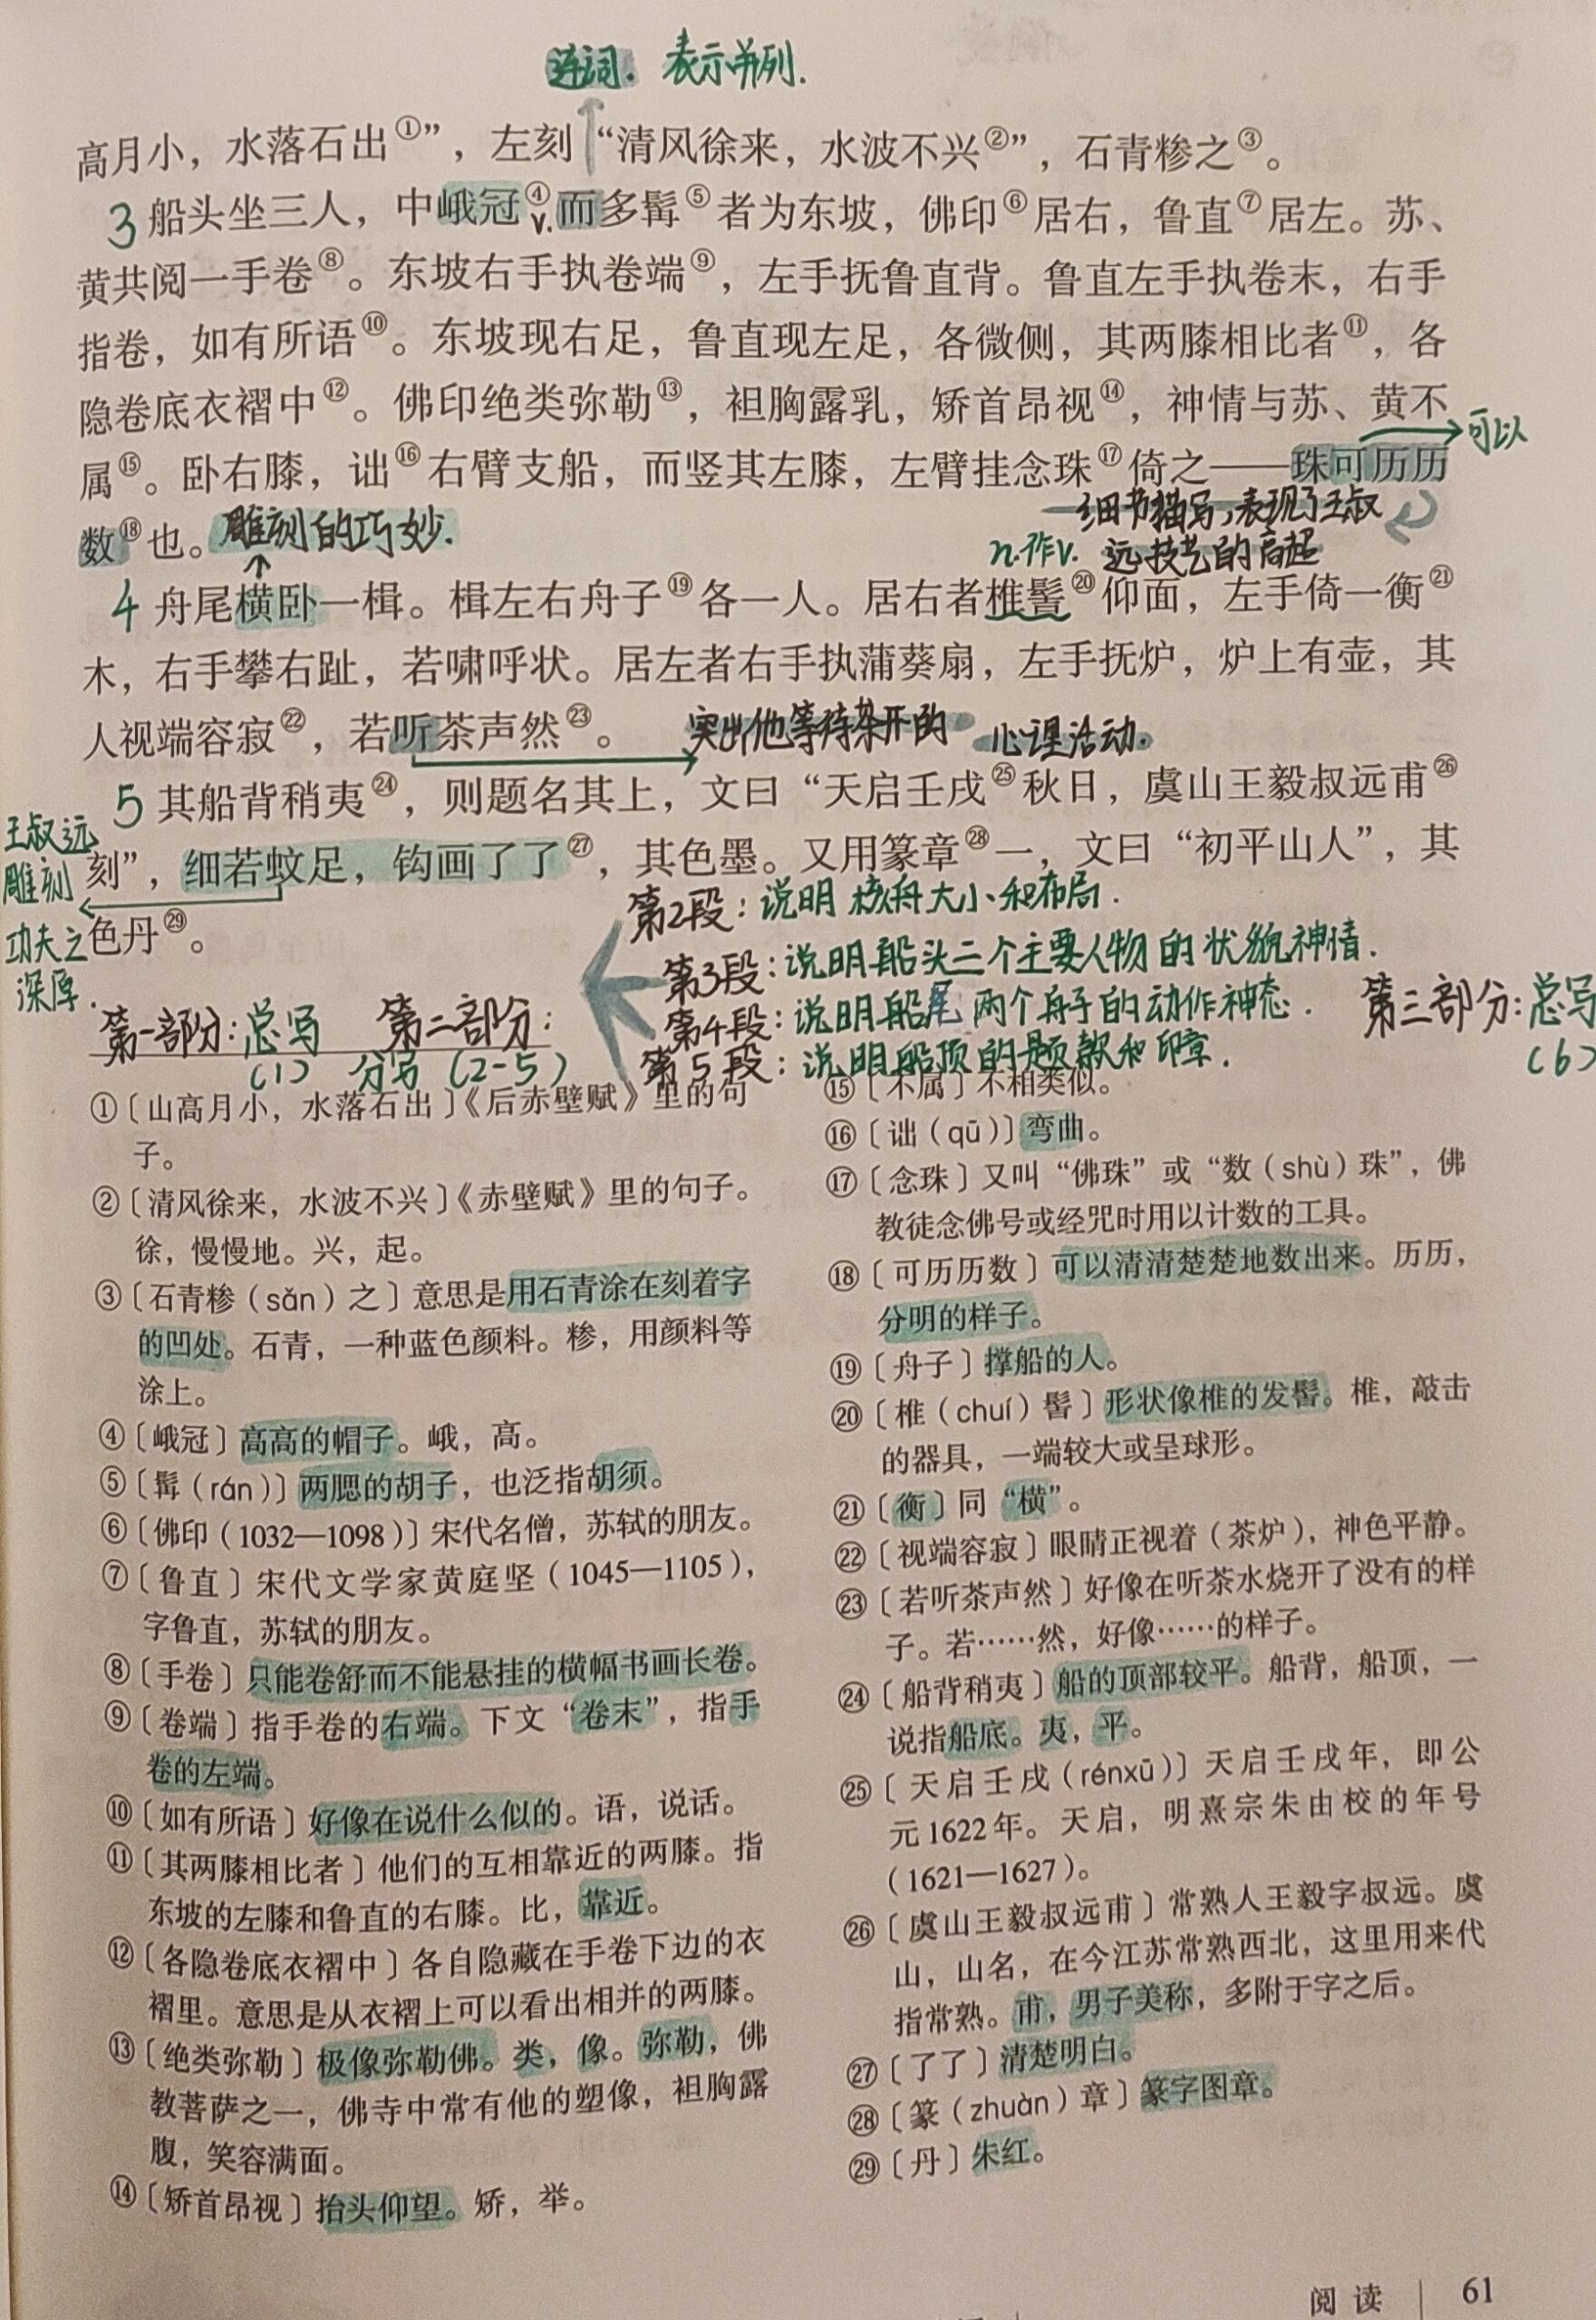 连词. 表示并列.
高月小，水落石出①”，左刻“清风徐来，水波不兴②”，石青糁之③。
3 船头坐三人，中峨冠④而多髯⑤者为东坡，佛印⑥居右，鲁直⑦居左。苏、
v.
黄共阅一手卷⑧。东坡右手执卷端⑨，左手抚鲁直背。鲁直左手执卷末，右手
指卷，如有所语⑩。东坡现右足，鲁直现左足，各微侧，其两膝相比者⑪，各
隐卷底衣褶中⑫。佛印绝类弥勒⑬，袒胸露乳，矫首昂视⑭，神情与苏、黄不
可以
属⑮。卧右膝，诎⑯右臂支船，而竖其左膝，左臂挂念珠⑰倚之——珠可历历
数⑱也。雕刻的巧妙.
细节描写,表现了王叔
远技艺的高超
n.作v.
4 舟尾横卧一楫。楫左右舟子⑲各一人。居右者椎髻⑳仰面，左手倚一衡㉑
木，右手攀右趾，若啸呼状。居左者右手执蒲葵扇，左手抚炉，炉上有壶，其
人视端容寂㉒，若听茶声然㉓。 突出他等待茶开的 心理活动.
5 其船背稍夷㉔，则题名其上，文曰“天启壬戌㉕秋日，虞山王毅叔远甫㉖
刻”，细若蚊足，钩画了了㉗，其色墨。又用篆章㉘一，文曰“初平山人”，其
色丹㉙。
王叔远
雕刻
功夫之
深厚.
第2段:说明核舟大小和布局.
第3段:说明船头三个主要人物的状貌神情.
第4段:说明船尾两个舟子的动作神态.
第5段:说明船顶的题款和印章.
第一部分:总写 第二部分:
(1) 分写(2-5)
第三部分:总写
(6)
①〔山高月小，水落石出〕《后赤壁赋》里的句
子。
②〔清风徐来，水波不兴〕《赤壁赋》里的句子。
徐，慢慢地。兴，起。
③〔石青糁（sǎn）之〕意思是用石青涂在刻着字
的凹处。石青，一种蓝色颜料。糁，用颜料等
涂上。
④〔峨冠〕高高的帽子。峨，高。
⑤〔髯（rán）〕两腮的胡子，也泛指胡须。
⑥〔佛印（1032—1098）〕宋代名僧，苏轼的朋友。
⑦〔鲁直〕宋代文学家黄庭坚（1045—1105），
字鲁直，苏轼的朋友。
⑧〔手卷〕只能卷舒而不能悬挂的横幅书画长卷。
⑨〔卷端〕指手卷的右端。下文“卷末”，指手
卷的左端。
⑩〔如有所语〕好像在说什么似的。语，说话。
⑪〔其两膝相比者〕他们的互相靠近的两膝。指
东坡的左膝和鲁直的右膝。比，靠近。
⑫〔各隐卷底衣褶中〕各自隐藏在手卷下边的衣
褶里。意思是从衣褶上可以看出相并的两膝。
⑬〔绝类弥勒〕极像弥勒佛。类，像。弥勒，佛
教菩萨之一，佛寺中常有他的塑像，袒胸露
腹，笑容满面。
⑭〔矫首昂视〕抬头仰望。矫，举。
⑮〔不属〕不相类似。
⑯〔诎（qū）〕弯曲。
⑰〔念珠〕又叫“佛珠”或“数（shù）珠”，佛
教徒念佛号或经咒时用以计数的工具。
⑱〔可历历数〕可以清清楚楚地数出来。历历，
分明的样子。
⑲〔舟子〕撑船的人。
⑳〔椎（chuí）髻〕形状像椎的发髻。椎，敲击
的器具，一端较大或呈球形。
㉑〔衡〕同“横”。
㉒〔视端容寂〕眼睛正视着（茶炉），神色平静。
㉓〔若听茶声然〕好像在听茶水烧开了没有的样
子。若……然，好像……的样子。
㉔〔船背稍夷〕船的顶部较平。船背，船顶，一
说指船底。夷，平。
㉕〔天启壬戌（rénxū）〕天启壬戌年，即公
元1622年。天启，明熹宗朱由校的年号
（1621—1627）。
㉖〔虞山王毅叔远甫〕常熟人王毅字叔远。虞
山，山名，在今江苏常熟西北，这里用来代
指常熟。甫，男子美称，多附于字之后。
㉗〔了了〕清楚明白。
㉘〔篆（zhuàn）章〕篆字图章。
㉙〔丹〕朱红。
阅读 | 61